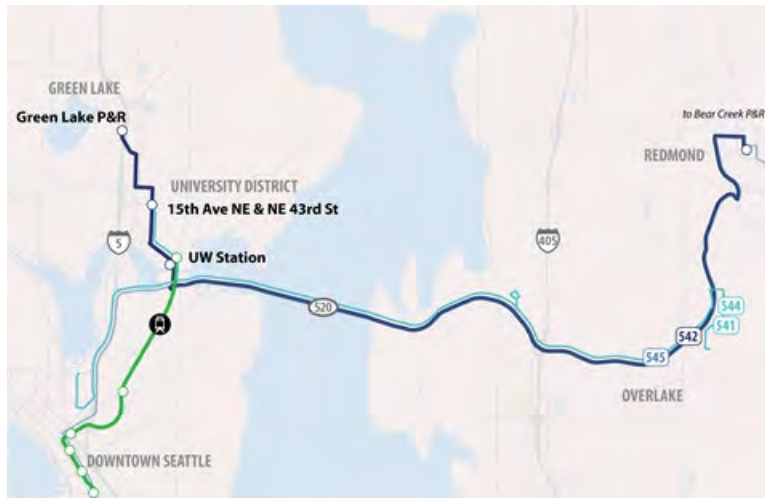 GREEN LAKE
Green Lake P&R
to Bear Creek P&R
REDMOND
UNIVERSITY DISTRICT
15th Ave NE & NE 43rd St
5
UW Station
405
520
544
541
542
545
OVERLAKE
DOWNTOWN SEATTLE